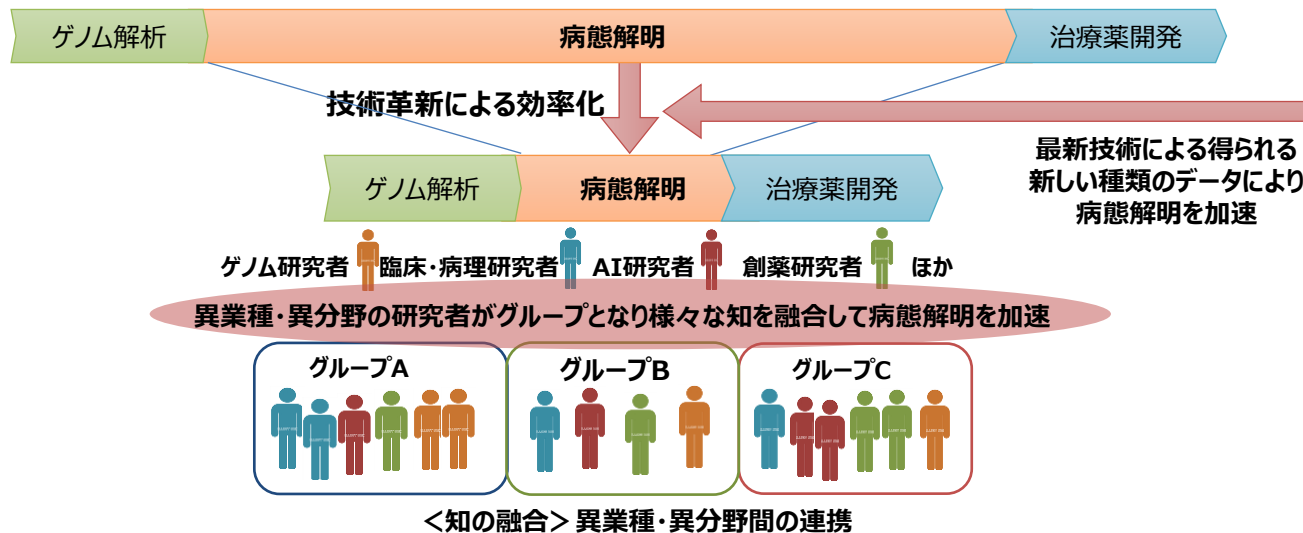 ゲノム解析 病態解明 治療薬開発
技術革新による効率化
最新技術による得られる
新しい種類のデータにより
病態解明を加速
ゲノム解析 病態解明 治療薬開発
ゲノム研究者 臨床・病理研究者 AI研究者 創薬研究者 ほか
異業種・異分野の研究者がグループとなり様々な知を融合して病態解明を加速
グループA グループB グループC
＜知の融合＞異業種・異分野間の連携